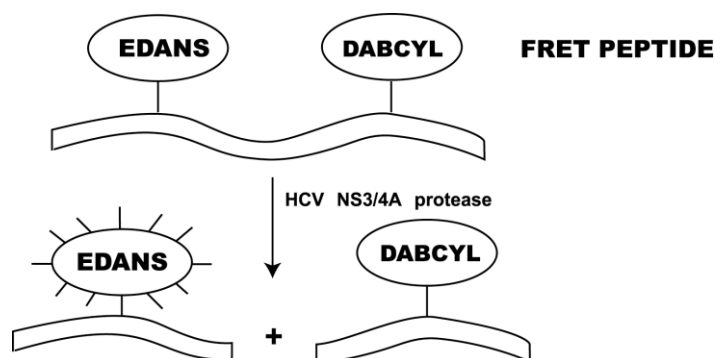 EDANS DABCYL FRET PEPTIDE
HCV NS3/4A protease
EDANS DABCYL
+